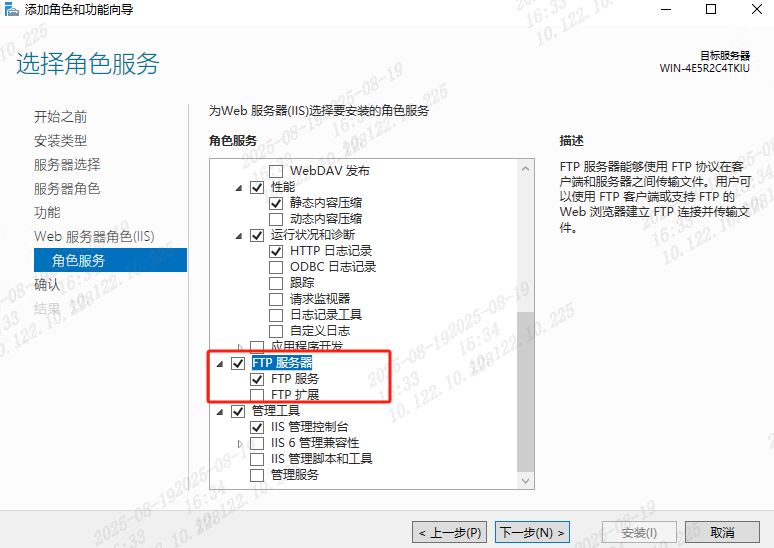 添加角色和功能向导
选择角色服务
目标服务器
WIN-4E5R2C4TKIU
开始之前
安装类型
服务器选择
服务器角色
功能
Web 服务器角色(IIS)
角色服务
确认
结果
为Web 服务器(IIS)选择要安装的角色服务
角色服务
WebDAV 发布
性能
静态内容压缩
动态内容压缩
运行状况和诊断
HTTP 日志记录
ODBC 日志记录
跟踪
请求监视器
日志记录工具
自定义日志
应用程序开发
FTP 服务器
FTP 服务
FTP 扩展
管理工具
IIS 管理控制台
IIS 6 管理兼容性
IIS 管理脚本和工具
管理服务
描述
FTP 服务器能够使用 FTP 协议在客
户端和服务器之间传输文件。用户可
以使用 FTP 客户端或支持 FTP 的
Web 浏览器建立 FTP 连接并传输文
件。
< 上一步(P)
下一步(N) >
安装(I)
取消
2025-08-19
16:33
10.122.10.225
2025-08-19
16:34
10.122.10.225